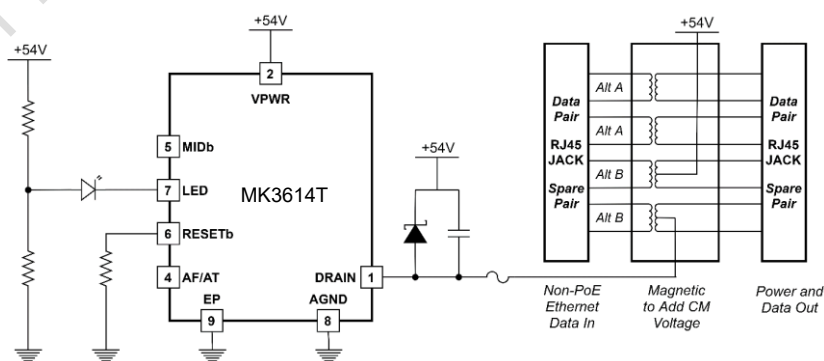 +54V
+54V
2
VPWR
5 MIDb
7 LED
MK3614T
6 RESETb
4 AF/AT
DRAIN 1
EP
9
AGND
8
+54V
+54V
Data
Pair
RJ45
JACK
Spare
Pair
Alt A
Alt A
Alt B
Alt B
Data
Pair
RJ45
JACK
Spare
Pair
Non-PoE
Ethernet
Data In
Magnetic
to Add CM
Voltage
Power and
Data Out